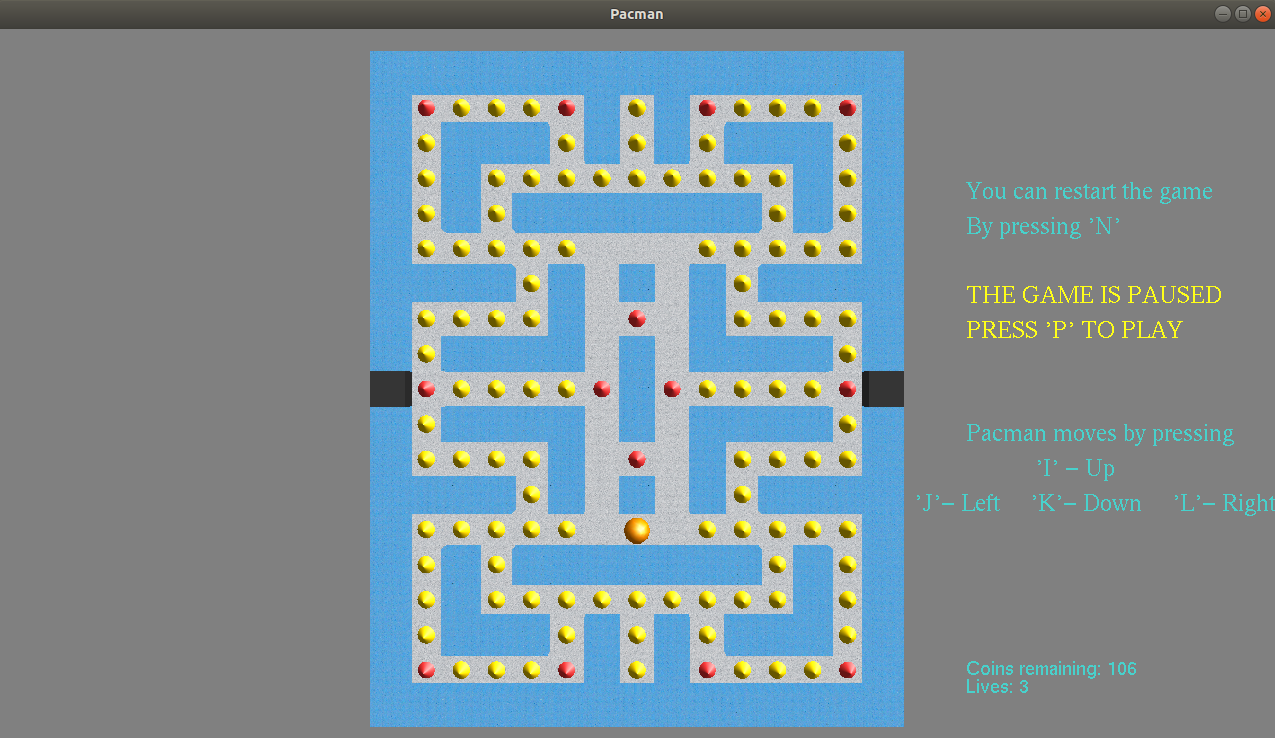 Pacman
You can restart the game
By pressing ’N’
THE GAME IS PAUSED
PRESS ’P’ TO PLAY
Pacman moves by pressing
’I’ – Up
’J’– Left ’K’– Down ’L’– Right
Coins remaining: 106
Lives: 3